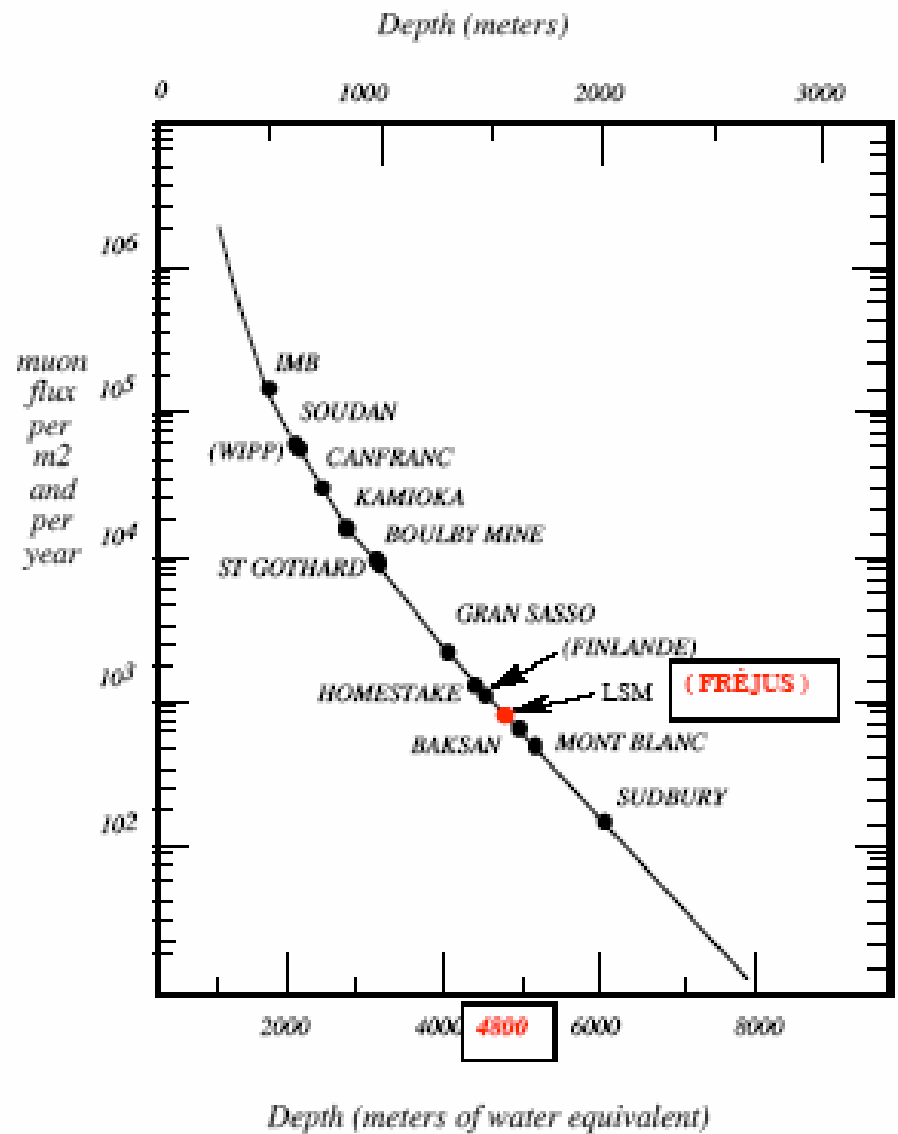 Depth (meters)
0 1000 2000 3000
10⁶
muon
flux
per
m2
and
per
year
10⁵
10⁴
10³
10²
IMB
SOUDAN
(WIPP)
CANFRANC
KAMIOKA
BOULBY MINE
ST GOTHARD
GRAN SASSO
(FINLANDE)
HOMESTAKE
LSM
( FRÉJUS )
BAKSAN
MONT BLANC
SUDBURY
2000 4000 4800 6000 8000
Depth (meters of water equivalent)